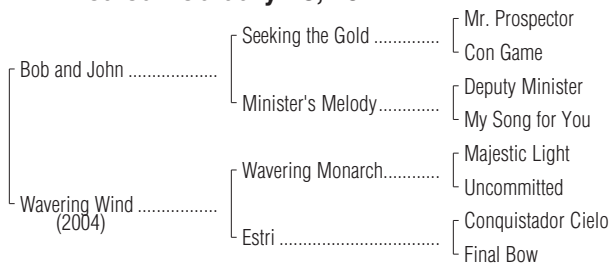 Seeking the Gold ..............
Mr. Prospector
Con Game
Bob and John ..................
Minister's Melody.............
Deputy Minister
My Song for You
Wavering Monarch............
Majestic Light
Uncommitted
Wavering Wind ................
(2004)
Estri ..................................
Conquistador Cielo
Final Bow